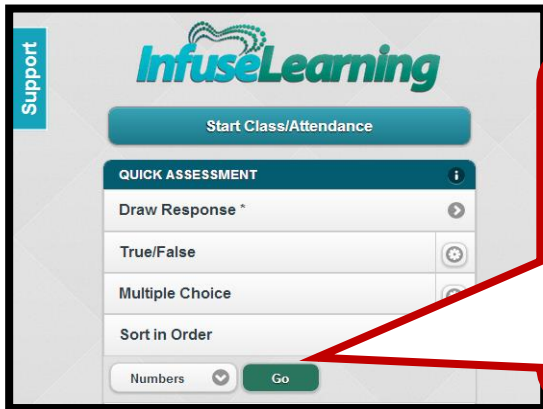 Support
InfuseLearning
Start Class/Attendance
QUICK ASSESSMENT
Draw Response *
True/False
Multiple Choice
Sort in Order
Numbers Go